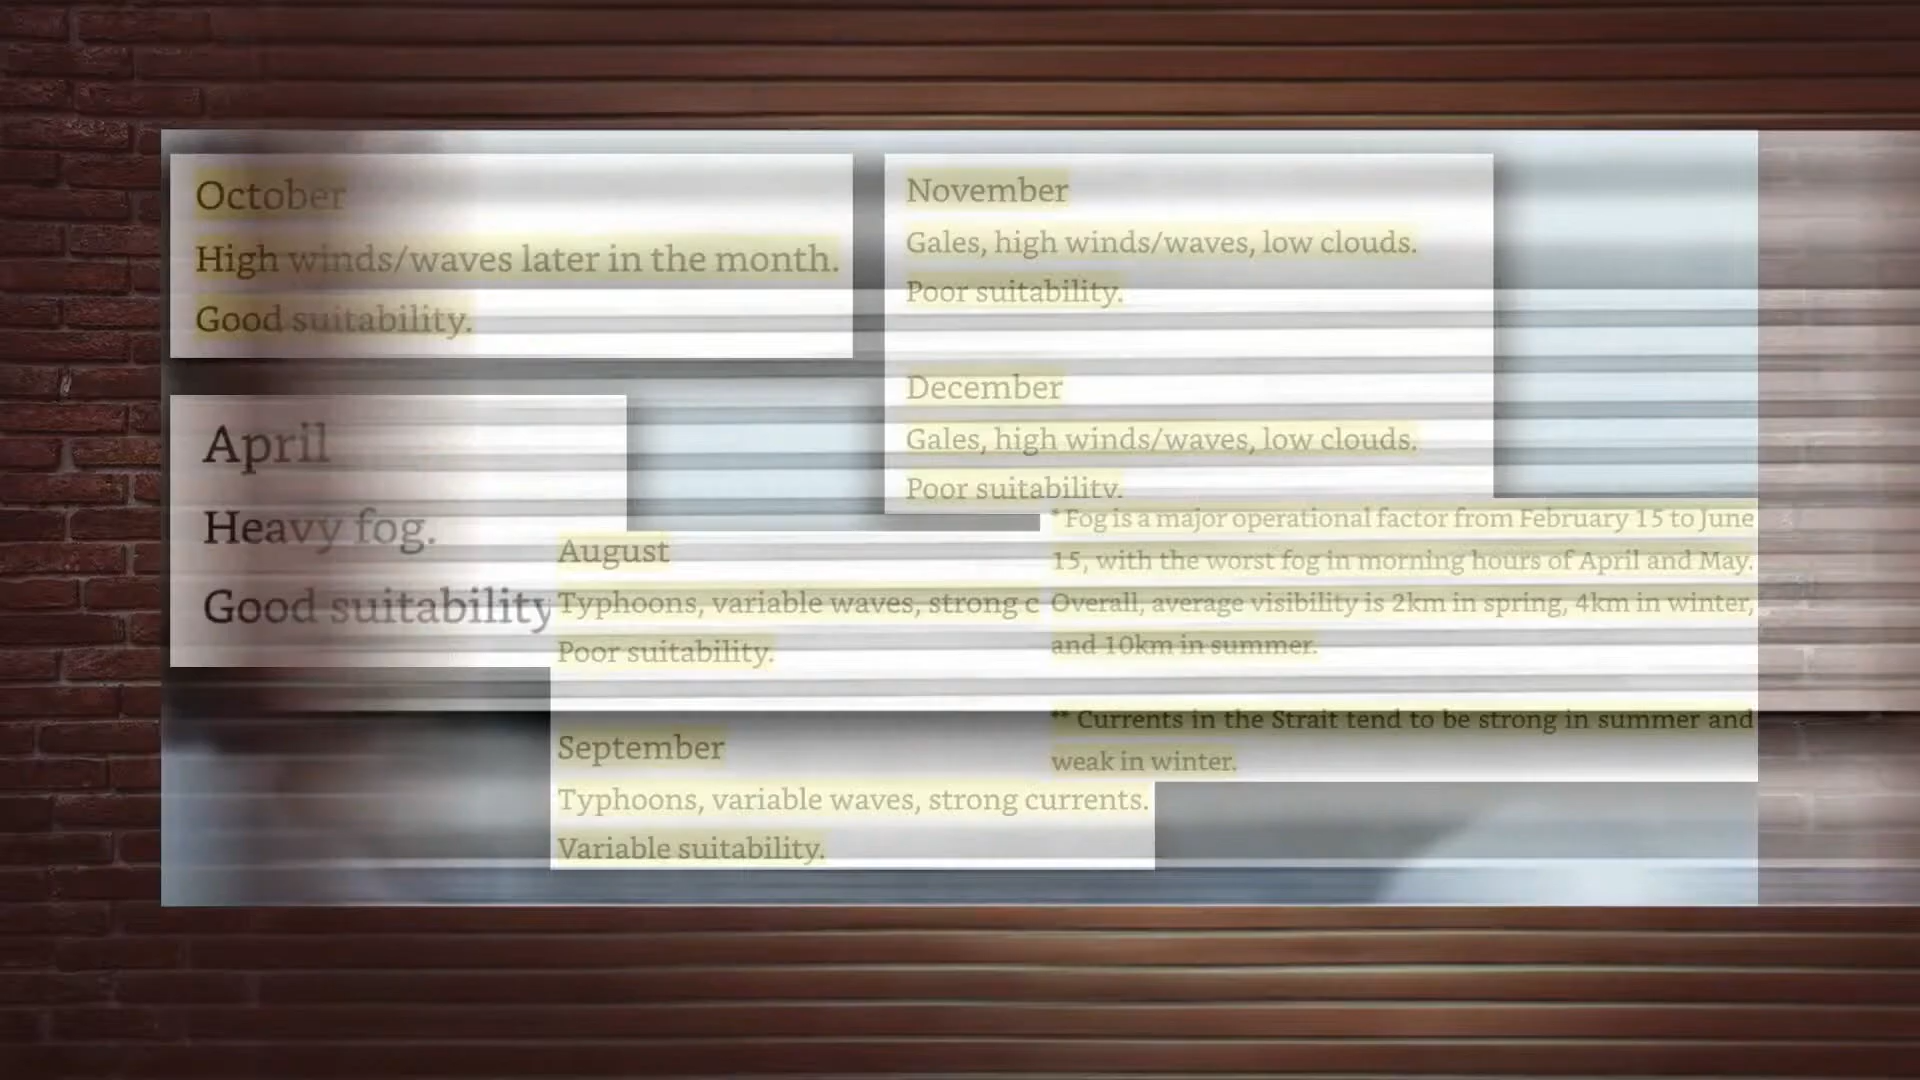 October
High winds/waves later in the month.
Good suitability.
November
Gales, high winds/waves, low clouds.
Poor suitability.
December
Gales, high winds/waves, low clouds.
Poor suitability.
April
Heavy fog.
Good suitability
August
Typhoons, variable waves, strong c
Poor suitability.
September
Typhoons, variable waves, strong currents.
Variable suitability.
* Fog is a major operational factor from February 15 to June
15, with the worst fog in morning hours of April and May.
Overall, average visibility is 2km in spring, 4km in winter,
and 10km in summer.
** Currents in the Strait tend to be strong in summer and
weak in winter.